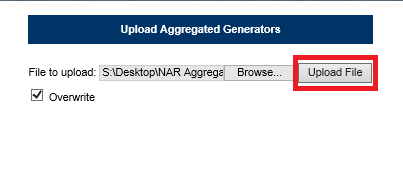 Upload Aggregated Generators
File to upload: S:\Desktop\NAR Aggrega Browse... Upload File
Overwrite